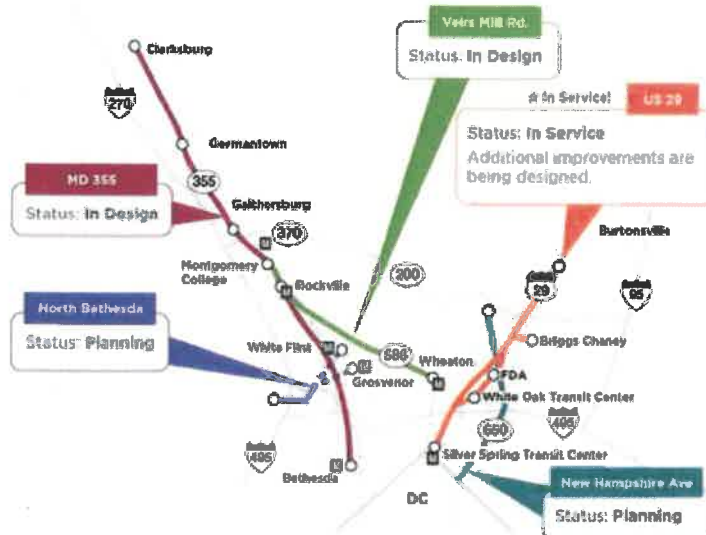 Veirs Mill Rd.
Status: In Design
Clarksburg
270
☆ In Service!
US 29
Status: In Service
Additional improvements are
being designed.
Germantown
MD 355
Status: In Design
355
Gaithersburg
370
Burtonsville
Montgomery
College
Rockville
200
29
95
North Bethesda
Status: Planning
White Flint
586
Briggs Chaney
Grosvenor
Wheaton
FDA
White Oak Transit Center
650
495
495
Silver Spring Transit Center
Bethesda
DC
New Hampshire Ave
Status: Planning